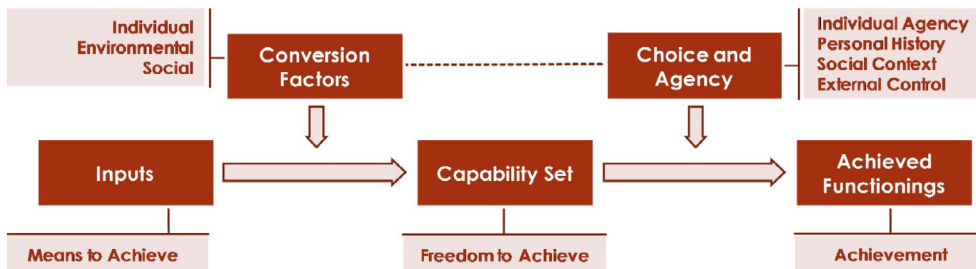 Individual
Environmental
Social
Conversion
Factors
Choice and
Agency
Individual Agency
Personal History
Social Context
External Control
Inputs
Capability Set
Achieved
Functionings
Means to Achieve
Freedom to Achieve
Achievement